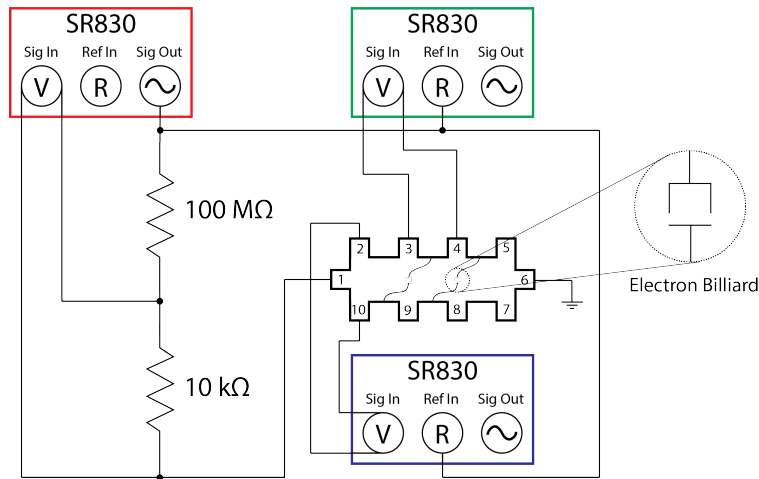 SR830
Sig In Ref In Sig Out
V R
SR830
Sig In Ref In Sig Out
V R
100 MΩ
10 kΩ
2 3 4 5
1 6
10 9 8 7
Electron Billiard
SR830
Sig In Ref In Sig Out
V R